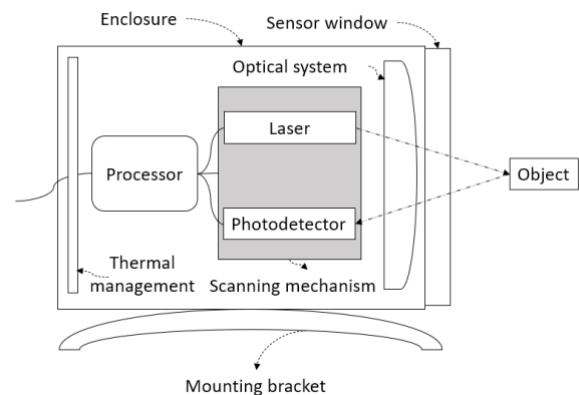 Enclosure
Sensor window
Optical system
Laser
Processor
Object
Photodetector
Thermal
management
Scanning mechanism
Mounting bracket